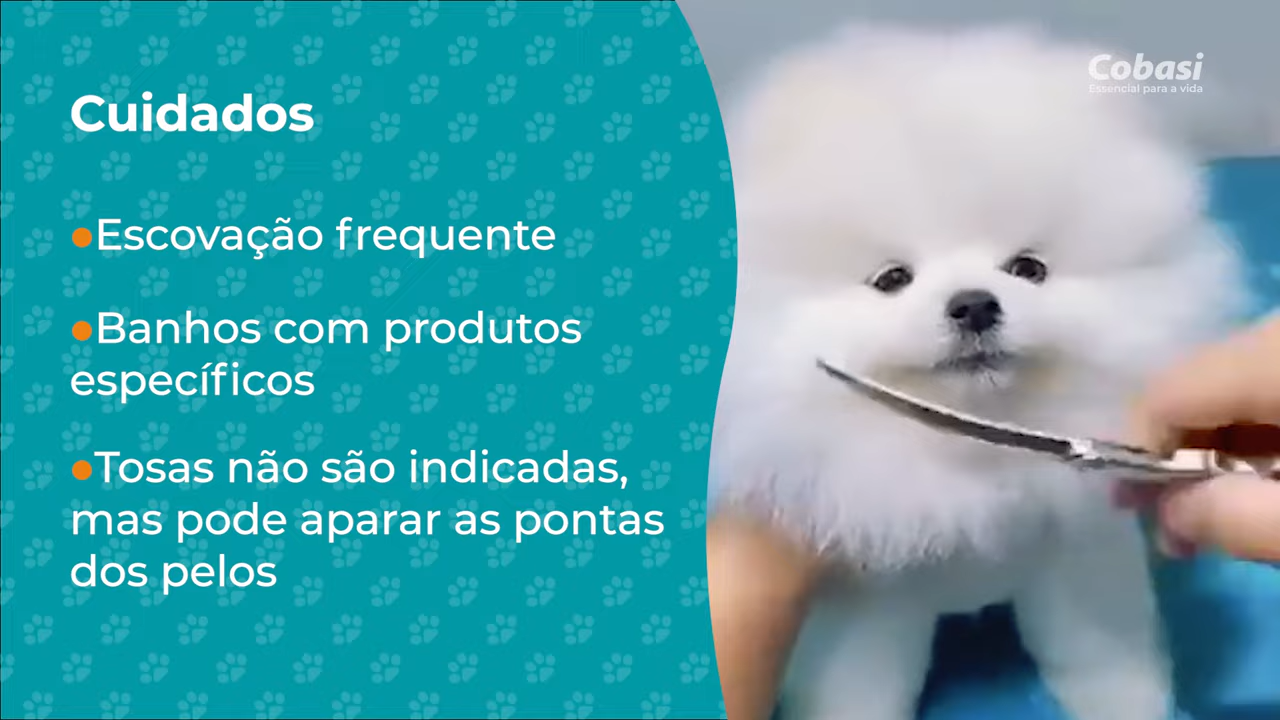 Cuidados
●Escovação frequente
●Banhos com produtos
específicos
●Tosas não são indicadas,
mas pode aparar as pontas
dos pelos
Cobasi
Essencial para a vida